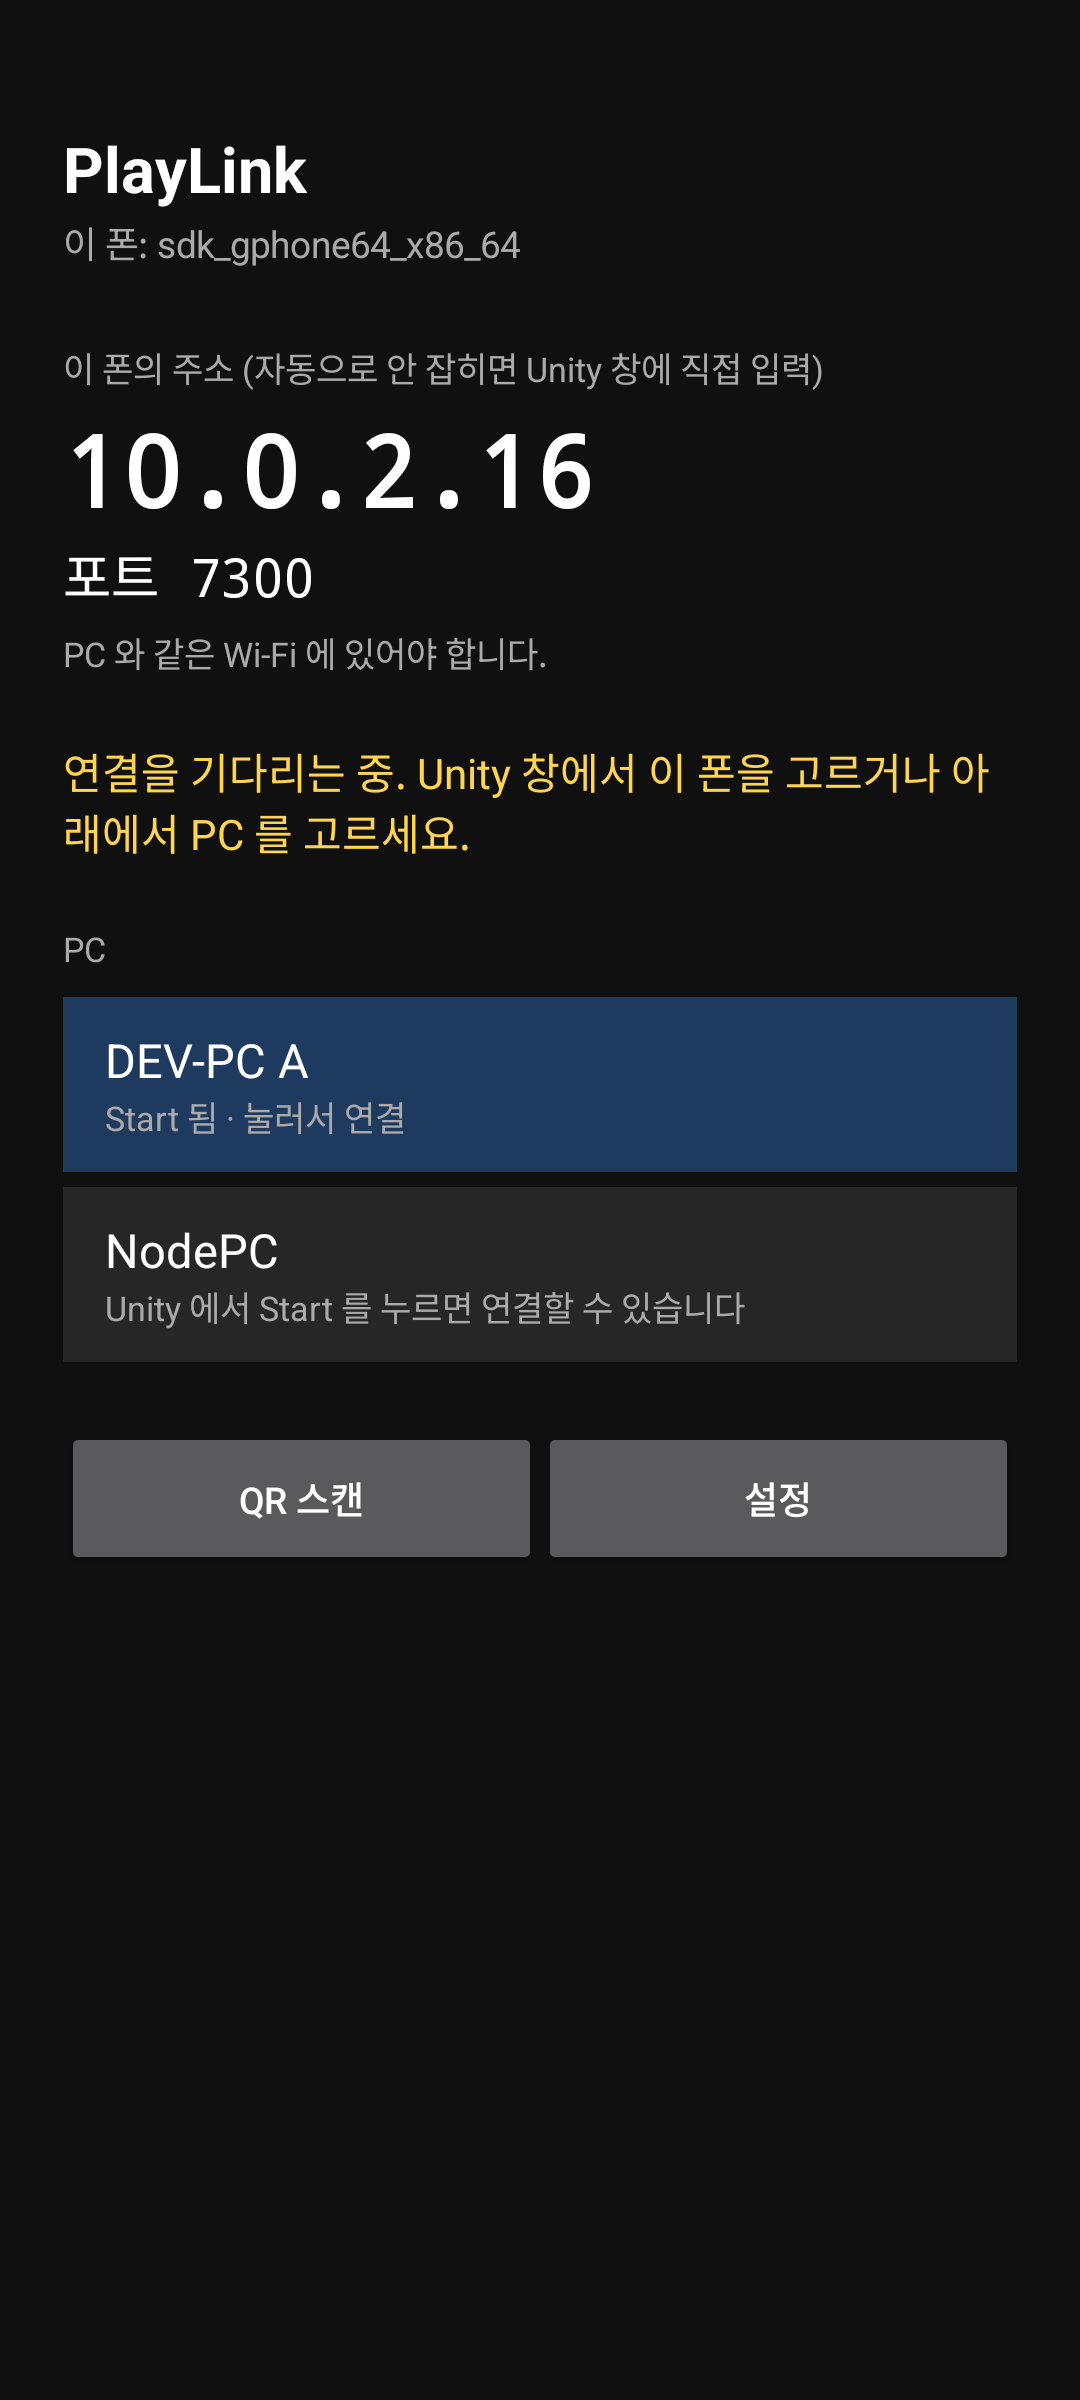 PlayLink
이 폰: sdk_gphone64_x86_64
이 폰의 주소 (자동으로 안 잡히면 Unity 창에 직접 입력)
10.0.2.16
포트 7300
PC 와 같은 Wi-Fi 에 있어야 합니다.
연결을 기다리는 중. Unity 창에서 이 폰을 고르거나 아
래에서 PC 를 고르세요.
PC
DEV-PC A
Start 됨 · 눌러서 연결
NodePC
Unity 에서 Start 를 누르면 연결할 수 있습니다
QR 스캔
설정